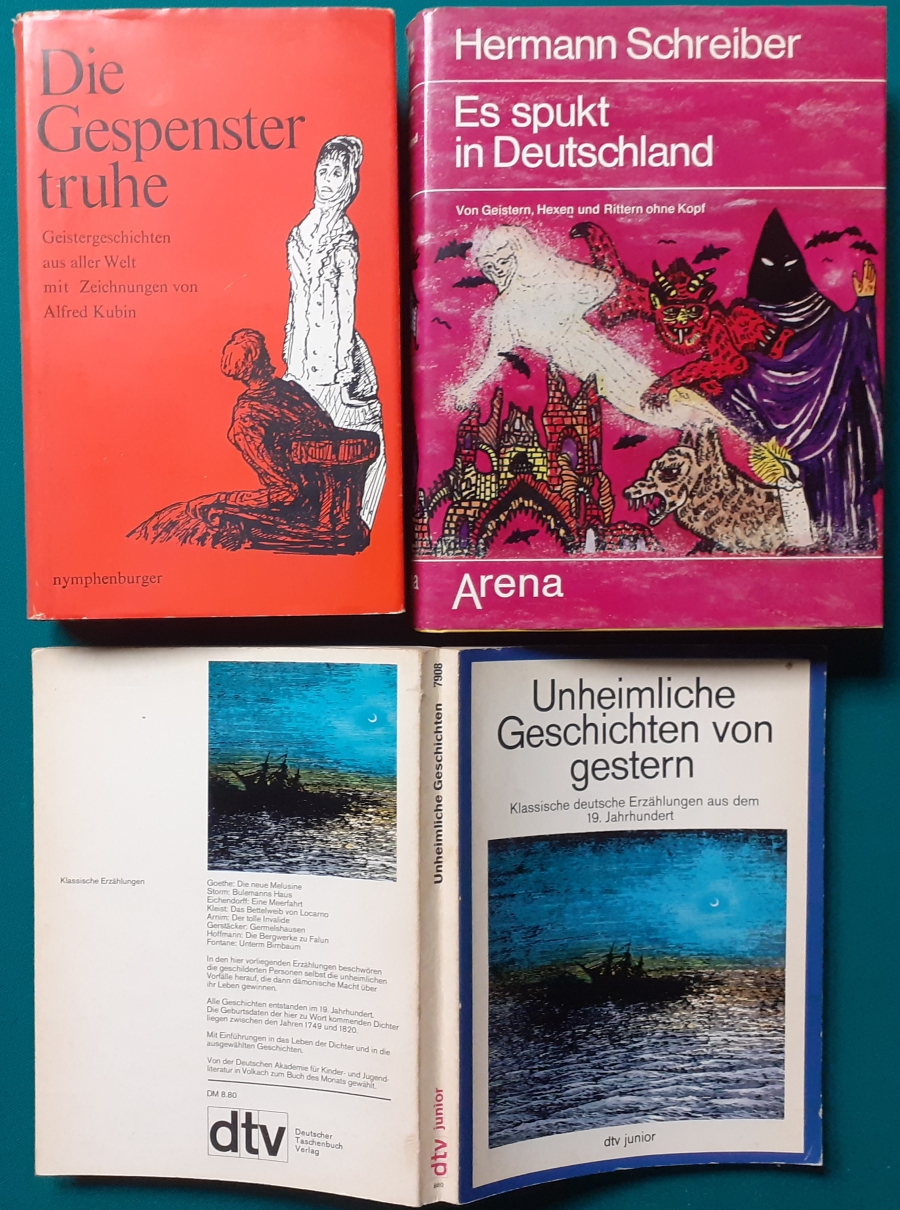 Die
Gespenster
truhe
Geistergeschichten
aus aller Welt
mit Zeichnungen von
Alfred Kubin
nymphenburger
Hermann Schreiber
Es spukt
in Deutschland
Von Geistern, Hexen und Rittern ohne Kopf
Arena
Klassische Erzählungen
Goethe: Die neue Melusine
Storm: Bulemanns Haus
Eichendorff: Eine Meerfahrt
Kleist: Das Bettelweib von Locarno
Arnim: Der tolle Invalide
Gerstäcker: Germelshausen
Hoffmann: Die Bergwerke zu Falun
Fontane: Unterm Birnbaum
In den hier vorliegenden Erzählungen beschwören
die geschilderten Personen selbst die unheimlichen
Vorfälle herauf, die dann dämonische Macht über
ihr Leben gewinnen.
Alle Geschichten entstanden im 19. Jahrhundert.
Die Geburtsdaten der hier zu Wort kommenden Dichter
liegen zwischen den Jahren 1749 und 1820.
Mit Einführungen in das Leben der Dichter und in die
ausgewählten Geschichten.
Von der Deutschen Akademie für Kinder- und Jugend-
literatur in Volkach zum Buch des Monats gewählt.
DM 8.80
dtv
Deutscher
Taschenbuch
Verlag
Unheimliche Geschichten 7908
dtv junior
Unheimliche
Geschichten von
gestern
Klassische deutsche Erzählungen aus dem
19. Jahrhundert
dtv junior